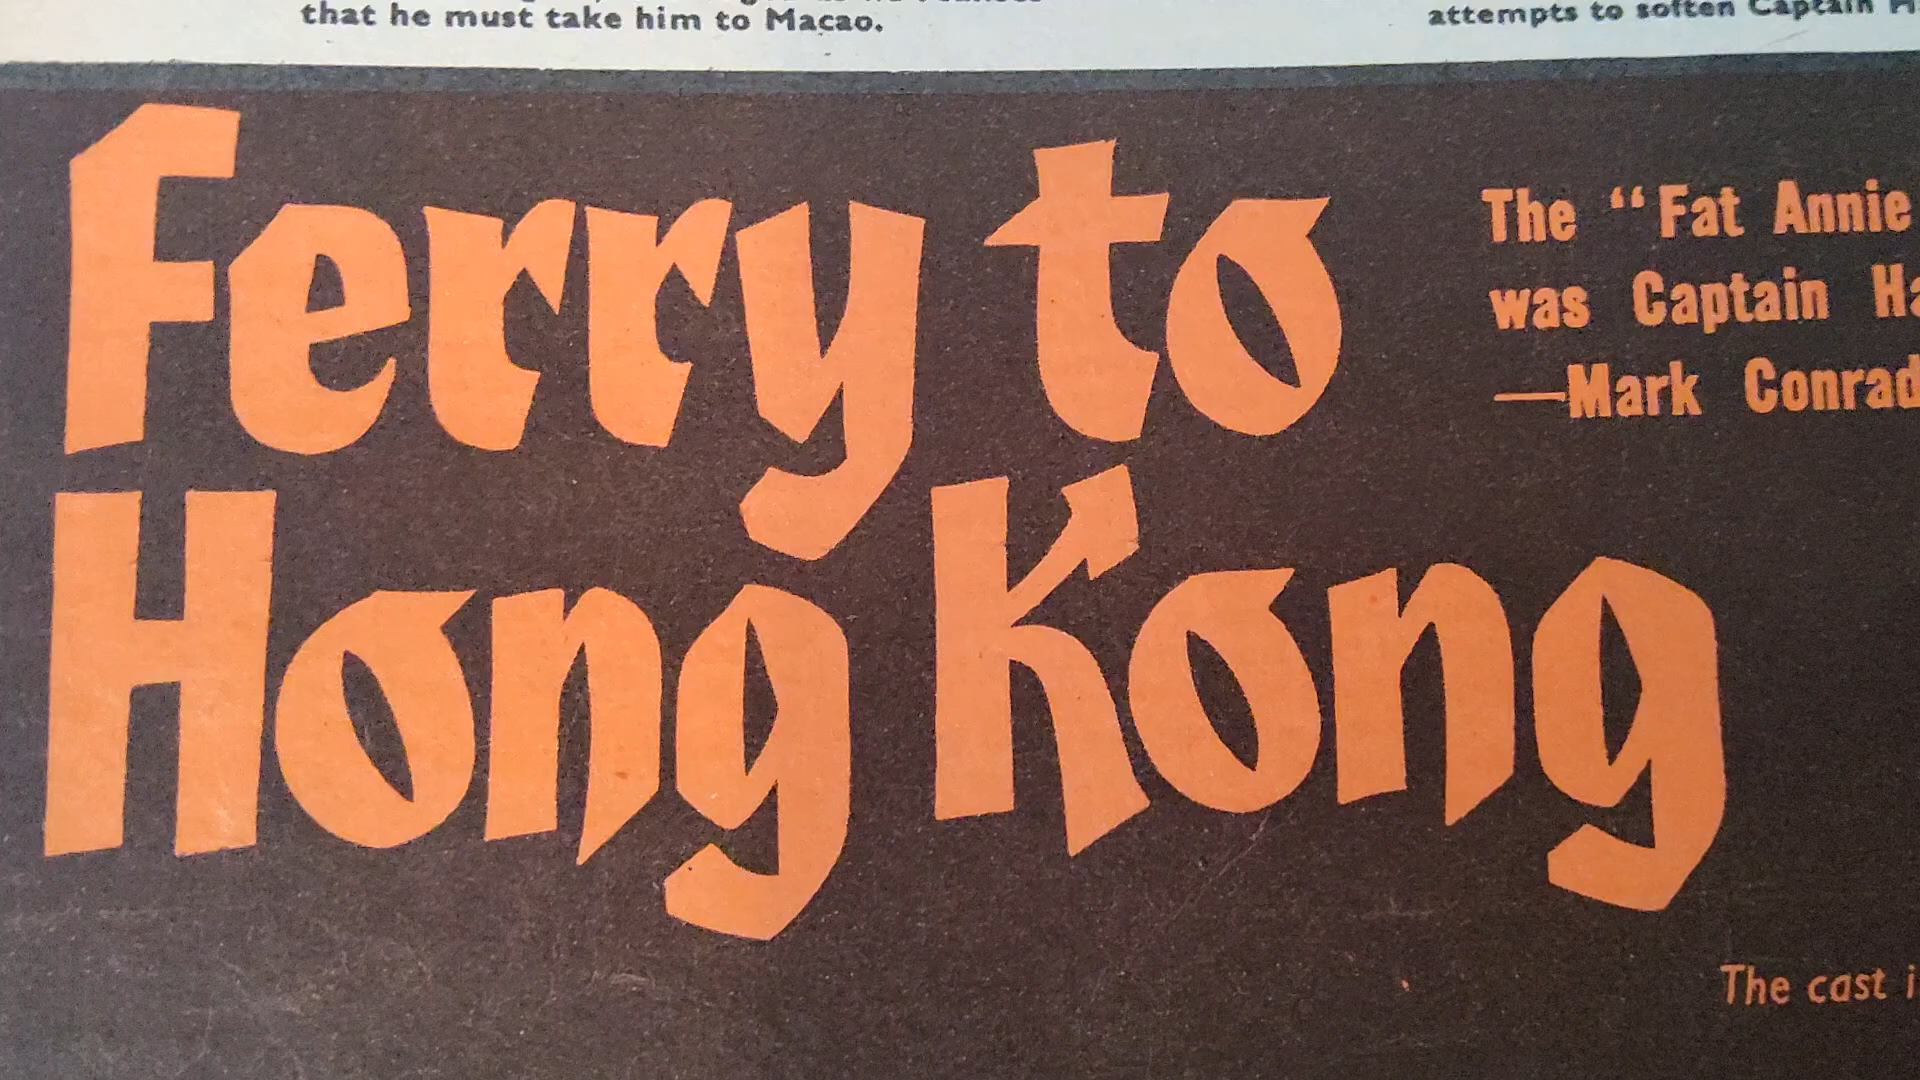 that he must take him to Macao.
attempts to soften Captain
Ferry to
Hong Kong
The “Fat Annie
was Captain
—Mark Conrad
The cast